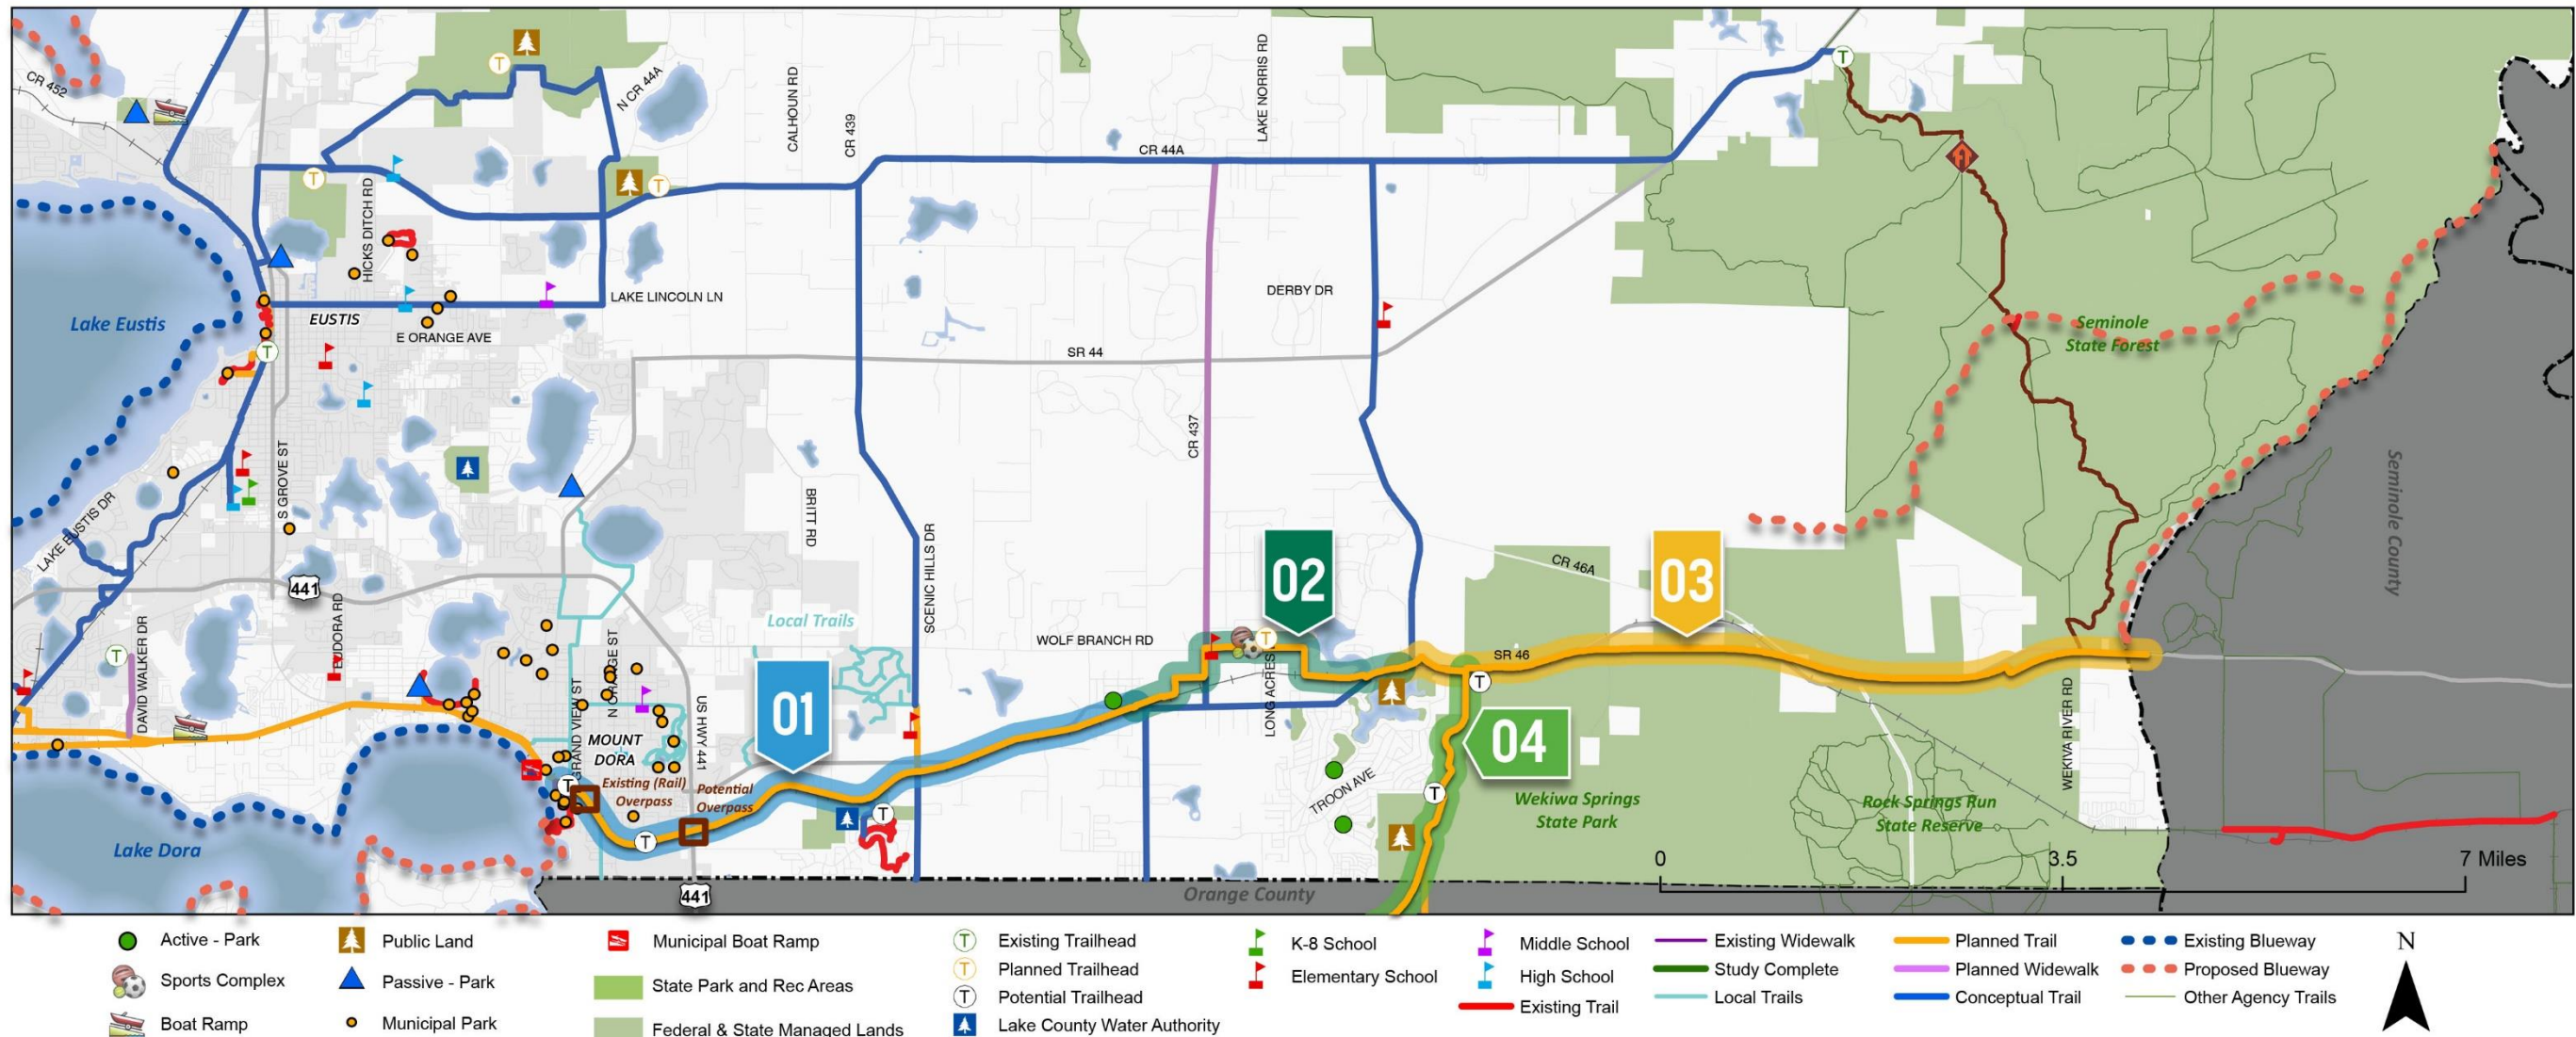 CR 452
N CR 44A
CALHOUN RD
CR 439
LAKE NORRIS RD
CR 44A
HICKS DITCH RD
LAKE LINCOLN LN
DERBY DR
Lake Eustis
EUSTIS
E ORANGE AVE
SR 44
Seminole
State Forest
S GROVE ST
CR 437
LAKE EUSTIS DR
BRITT RD
SCENIC HILLS DR
Seminole County
441
CR 46A
02
03
DAVID WALKER DR
EUDORA RD
Local Trails
WOLF BRANCH RD
SR 46
GRAND VIEW ST
N ORANGE ST
US HWY 441
LONG ACRES
WEKIVA RIVER RD
01
MOUNT
DORA
04
Existing (Rail)
Overpass
Potential
Overpass
TROON AVE
Wekiwa Springs
State Park
Rock Springs Run
State Reserve
Lake Dora
0 3.5 7 Miles
441
Orange County
T
T
T
T
T
T
T
T
T
T
T
T
T
Active - Park
Sports Complex
Boat Ramp
Public Land
Passive - Park
Municipal Park
Municipal Boat Ramp
State Park and Rec Areas
Federal & State Managed Lands
T Existing Trailhead
T Planned Trailhead
T Potential Trailhead
Lake County Water Authority
K-8 School
Elementary School
Middle School
High School
Existing Trail
Existing Widewalk
Study Complete
Local Trails
Planned Trail
Planned Widewalk
Conceptual Trail
Existing Blueway
Proposed Blueway
Other Agency Trails
N